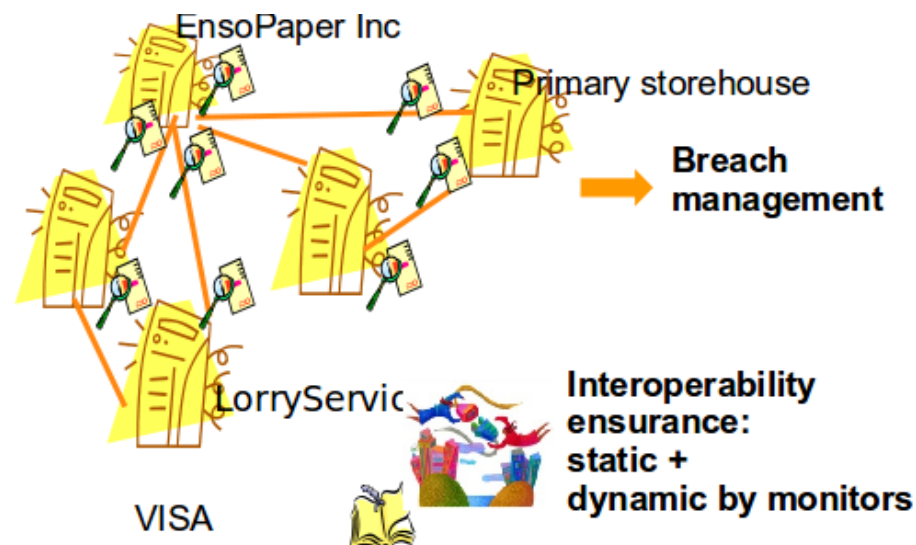 EnsoPaper Inc
Primary storehouse
Breach
management
LorryServic
Interoperability
ensurance:
static +
dynamic by monitors
VISA